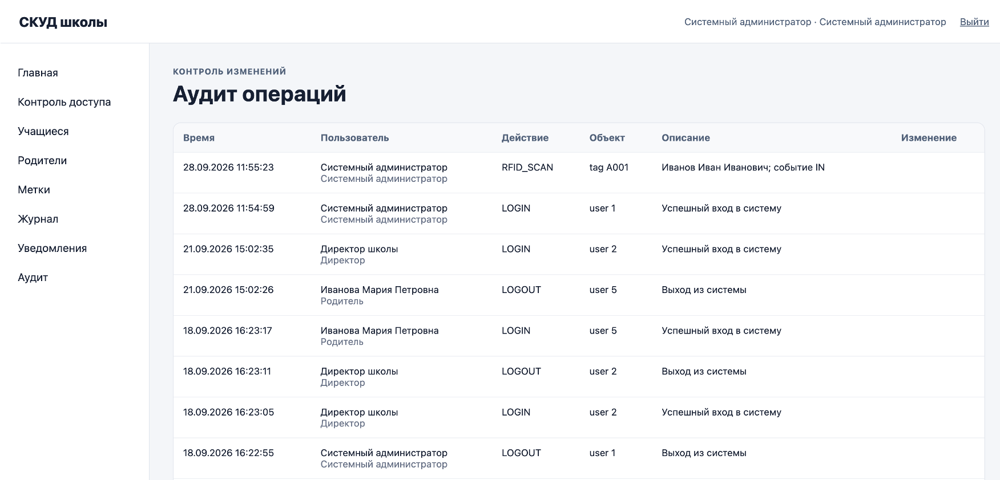 СКУД школы
Системный администратор · Системный администратор Выйти
Главная
Контроль доступа
Учащиеся
Родители
Метки
Журнал
Уведомления
Аудит
КОНТРОЛЬ ИЗМЕНЕНИЙ
Аудит операций
Время Пользователь Действие Объект Описание Изменение
28.09.2026 11:55:23 Системный администратор RFID_SCAN tag A001 Иванов Иван Иванович; событие IN
Системный администратор
28.09.2026 11:54:59 Системный администратор LOGIN user 1 Успешный вход в систему
Системный администратор
21.09.2026 15:02:35 Директор школы LOGIN user 2 Успешный вход в систему
Директор
21.09.2026 15:02:26 Иванова Мария Петровна LOGOUT user 5 Выход из системы
Родитель
18.09.2026 16:23:17 Иванова Мария Петровна LOGIN user 5 Успешный вход в систему
Родитель
18.09.2026 16:23:11 Директор школы LOGOUT user 2 Выход из системы
Директор
18.09.2026 16:23:05 Директор школы LOGIN user 2 Успешный вход в систему
Директор
18.09.2026 16:22:55 Системный администратор LOGOUT user 1 Выход из системы
Системный администратор